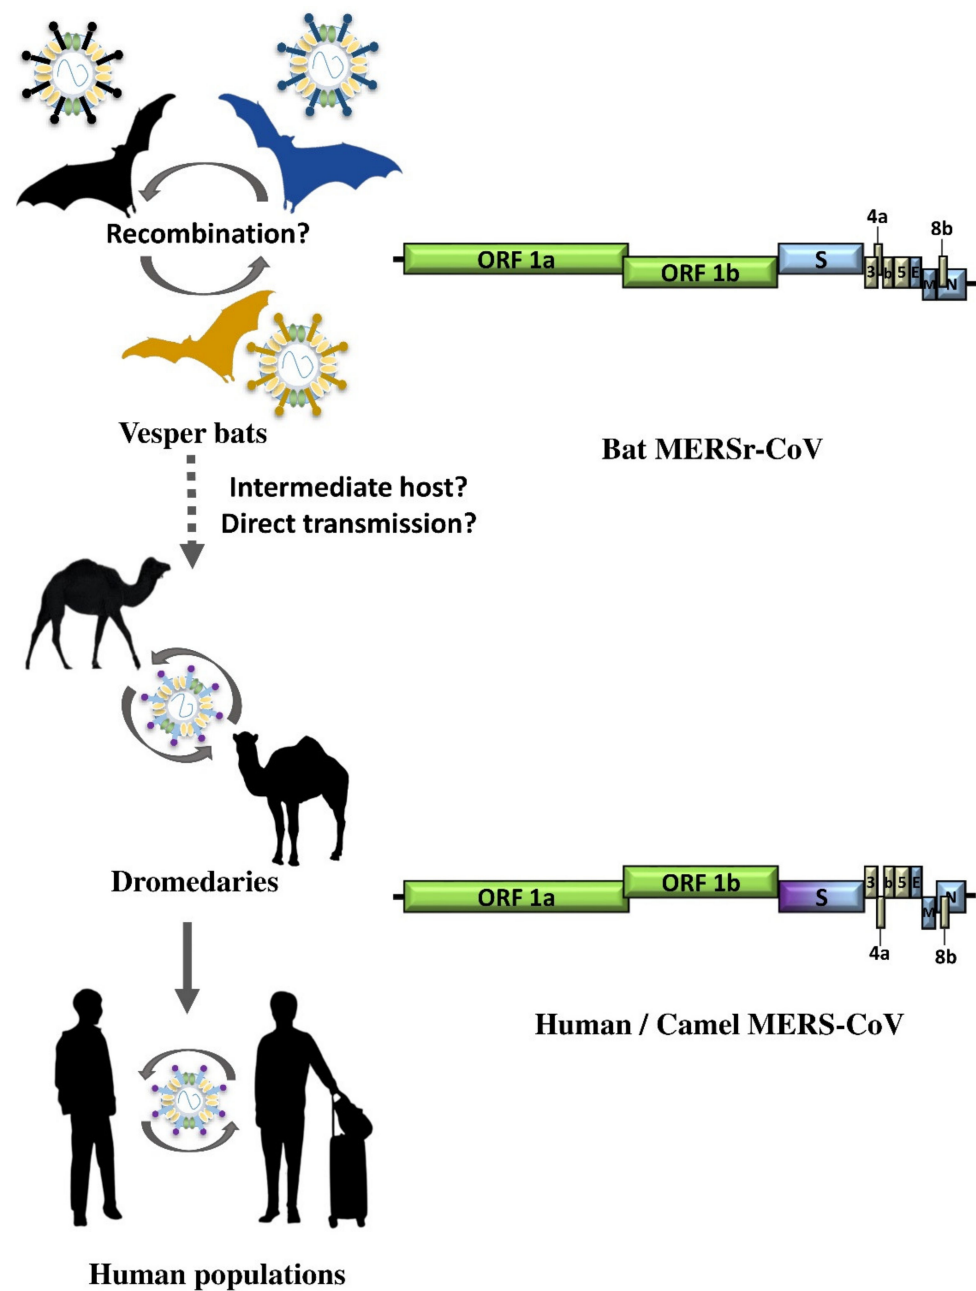 Recombination?
Vesper bats
Intermediate host?
Direct transmission?
Dromedaries
Human populations
4a
8b
ORF 1a
ORF 1b
S
3
b
5
E
M
N
Bat MERSr-CoV
ORF 1a
ORF 1b
S
3
b
5
E
M
N
4a
8b
Human / Camel MERS-CoV